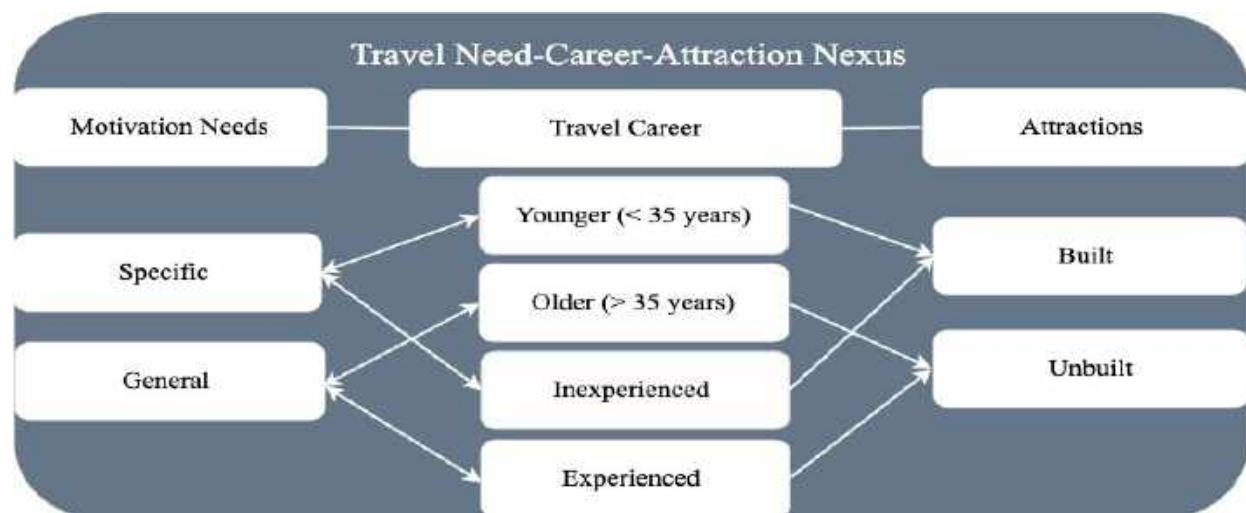 Travel Need-Career-Attraction Nexus
Motivation Needs
Travel Career
Attractions
Younger (< 35 years)
Specific
Built
Older (> 35 years)
General
Unbuilt
Inexperienced
Experienced